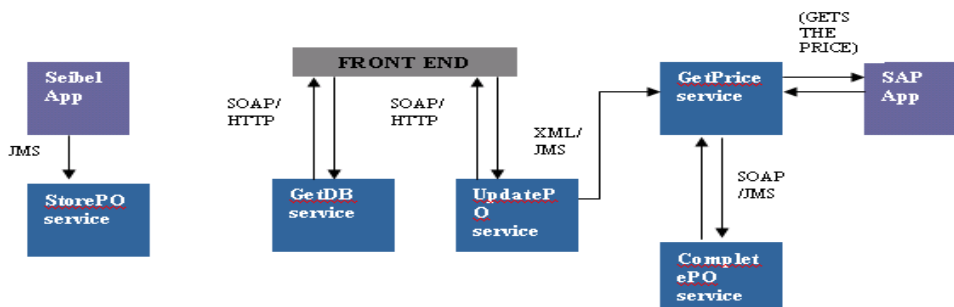 (GETS
THE
PRICE)
Seibel
App
FRONT END
GetPrice
service
SAP
App
SOAP/
HTTP
SOAP/
HTTP
JMS
XML/
JMS
SOAP
/JMS
StorePO
service
GetDB
service
UpdateP
O
service
Complet
ePO
service